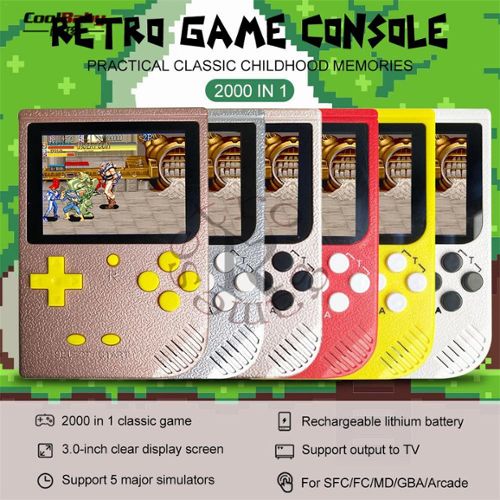 CoolBaby
RETRO GAME CONSOLE
PRACTICAL CLASSIC CHILDHOOD MEMORIES
2000 IN 1
SELECT START
A
A
A
A
2000 in 1 classic game
Rechargeable lithium battery
3.0-inch clear display screen
Support output to TV
Support 5 major simulators
For SFC/FC/MD/GBA/Arcade